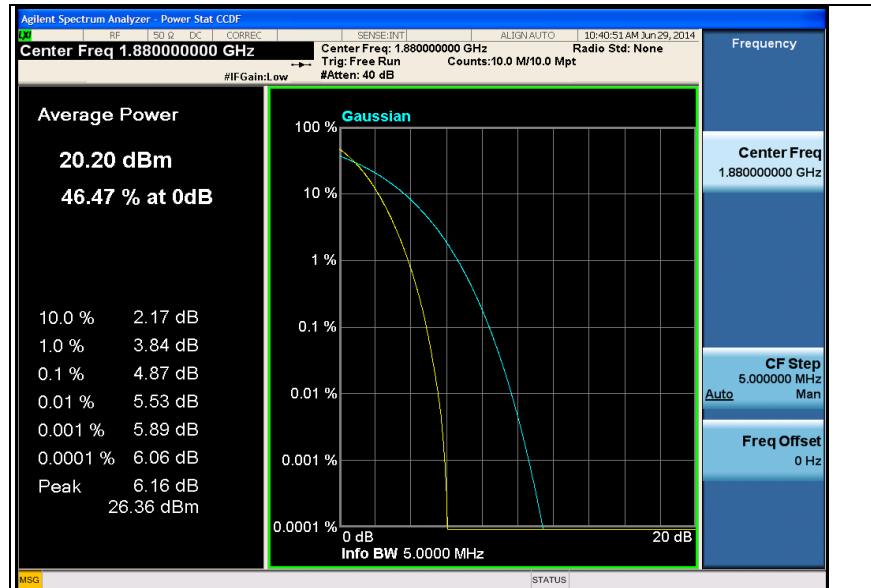 Agilent Spectrum Analyzer - Power Stat CCDF
LXI RF 50 Ω DC CORREC SENSE:INT ALIGN AUTO 10:40:51 AM Jun 29, 2014
Center Freq 1.880000000 GHz
Center Freq: 1.880000000 GHz Radio Std: None
Trig: Free Run Counts:10.0 M/10.0 Mpt
#IFGain:Low #Atten: 40 dB
Average Power
20.20 dBm
46.47 % at 0dB
10.0 % 2.17 dB
1.0 % 3.84 dB
0.1 % 4.87 dB
0.01 % 5.53 dB
0.001 % 5.89 dB
0.0001 % 6.06 dB
Peak 6.16 dB
26.36 dBm
Gaussian
100 %
10 %
1 %
0.1 %
0.01 %
0.001 %
0.0001 %
0 dB 20 dB
Info BW 5.0000 MHz
Frequency
Center Freq
1.880000000 GHz
CF Step
5.000000 MHz
Auto Man
Freq Offset
0 Hz
MSG STATUS